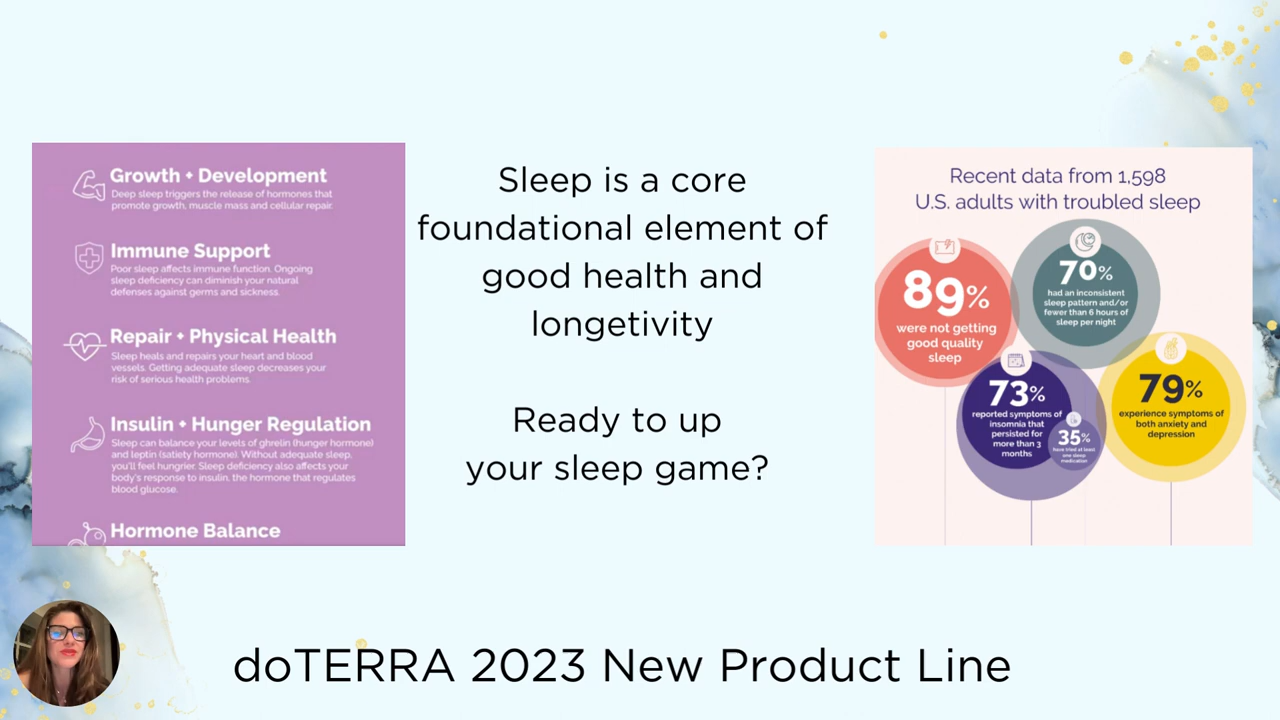 Growth + Development
Deep sleep triggers the release of hormones that
promote growth, muscle mass and cellular repair.
Immune Support
Poor sleep affects immune function. Ongoing
sleep deficiency can diminish your natural
defenses against germs and sickness.
Repair + Physical Health
Sleep heals and repairs your heart and blood
vessels. Getting adequate sleep decreases your
risk of serious health problems.
Insulin + Hunger Regulation
Sleep can balance your levels of ghrelin (hunger hormone)
and leptin (satiety hormone). Without adequate sleep,
you'll feel hungrier. Sleep deficiency also affects your
body's response to insulin, the hormone that regulates
blood glucose.
Hormone Balance
Sleep is a core
foundational element of
good health and
longetivity
Ready to up
your sleep game?
Recent data from 1,598
U.S. adults with troubled sleep
89%
were not getting
good quality
sleep
70%
had an inconsistent
sleep pattern and/or
fewer than 6 hours of
sleep per night
73%
reported symptoms of
insomnia that
persisted for
more than 3
months
35%
have tried at least
one sleep
medication
79%
experience symptoms of
both anxiety and
depression
doTERRA 2023 New Product Line